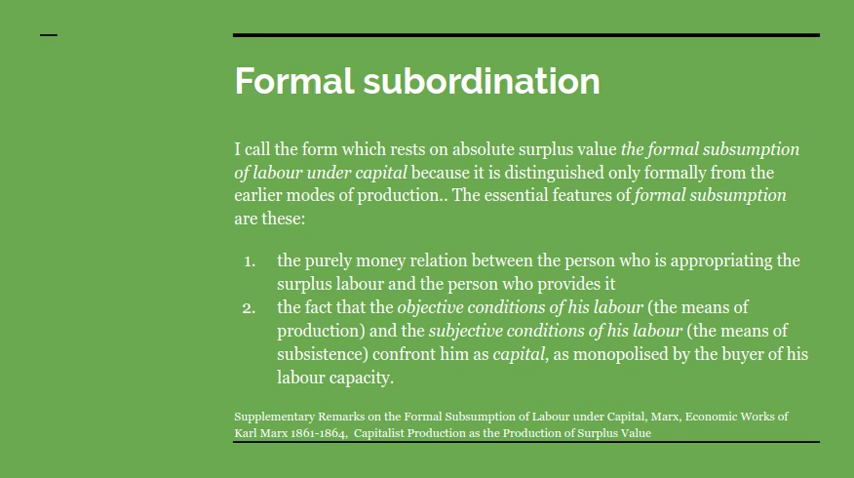 Formal subordination
I call the form which rests on absolute surplus value the formal subsumption
of labour under capital because it is distinguished only formally from the
earlier modes of production.. The essential features of formal subsumption
are these:
1. the purely money relation between the person who is appropriating the
surplus labour and the person who provides it
2. the fact that the objective conditions of his labour (the means of
production) and the subjective conditions of his labour (the means of
subsistence) confront him as capital, as monopolised by the buyer of his
labour capacity.
Supplementary Remarks on the Formal Subsumption of Labour under Capital, Marx, Economic Works of
Karl Marx 1861-1864, Capitalist Production as the Production of Surplus Value